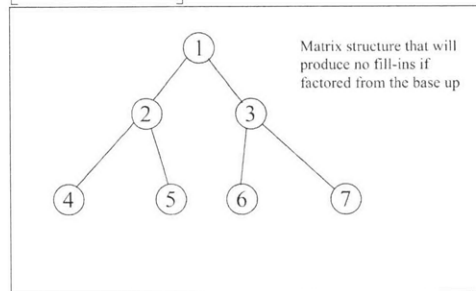 1
Matrix structure that will
produce no fill-ins if
factored from the base up
2
3
4
5
6
7